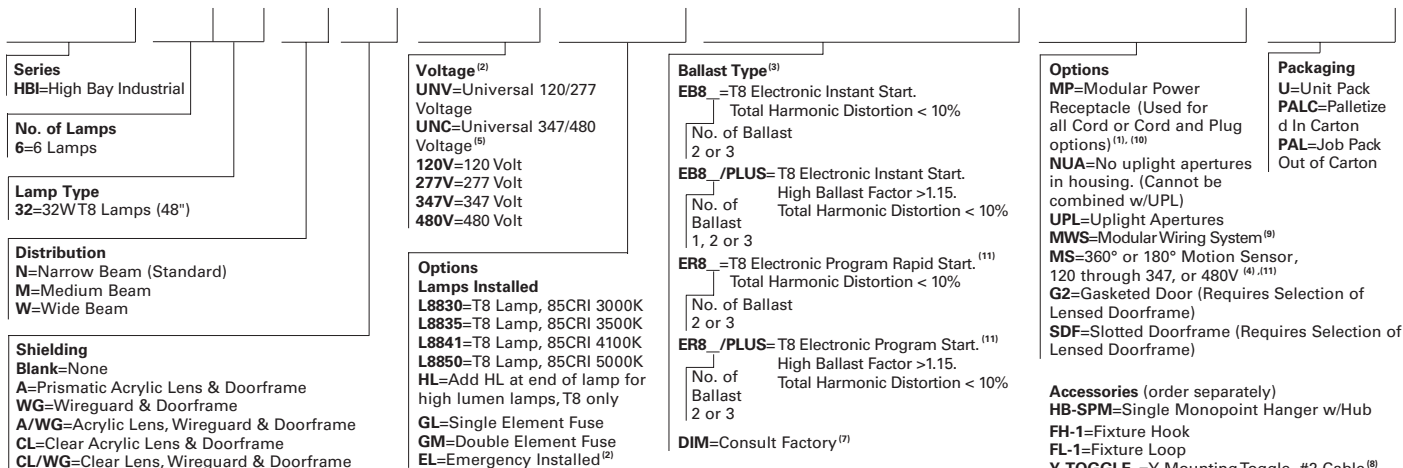 Series
HBI=High Bay Industrial
No. of Lamps
6=6 Lamps
Lamp Type
32=32W T8 Lamps (48")
Distribution
N=Narrow Beam (Standard)
M=Medium Beam
W=Wide Beam
Shielding
Blank=None
A=Prismatic Acrylic Lens & Doorframe
WG=Wireguard & Doorframe
A/WG=Acrylic Lens, Wireguard & Doorframe
CL=Clear Acrylic Lens & Doorframe
CL/WG=Clear Lens, Wireguard & Doorframe
Voltage (2)
UNV=Universal 120/277
Voltage
UNC=Universal 347/480
Voltage (5)
120V=120 Volt
277V=277 Volt
347V=347 Volt
480V=480 Volt
Options
Lamps Installed
L8830=T8 Lamp, 85CRI 3000K
L8835=T8 Lamp, 85CRI 3500K
L8841=T8 Lamp, 85CRI 4100K
L8850=T8 Lamp, 85CRI 5000K
HL=Add HL at end of lamp for
high lumen lamps, T8 only
GL=Single Element Fuse
GM=Double Element Fuse
EL=Emergency Installed (2)
Ballast Type (3)
EB8_=T8 Electronic Instant Start.
Total Harmonic Distortion < 10%
No. of Ballast
2 or 3
EB8_/PLUS=T8 Electronic Instant Start.
High Ballast Factor >1.15.
Total Harmonic Distortion < 10%
No. of
Ballast
1, 2 or 3
ER8_=T8 Electronic Program Rapid Start. (11)
Total Harmonic Distortion < 10%
No. of Ballast
2 or 3
ER8_/PLUS=T8 Electronic Program Start. (11)
High Ballast Factor >1.15.
Total Harmonic Distortion < 10%
No. of
Ballast
2 or 3
DIM=Consult Factory (7)
Options
MP=Modular Power
Receptacle (Used for
all Cord or Cord and Plug
options) (1), (10)
NUA=No uplight apertures
in housing. (Cannot be
combined w/UPL)
UPL=Uplight Apertures
MWS=Modular Wiring System (9)
MS=360° or 180° Motion Sensor,
120 through 347, or 480V (4) ,(11)
G2=Gasketed Door (Requires Selection of
Lensed Doorframe)
SDF=Slotted Doorframe (Requires Selection of
Lensed Doorframe)
Accessories (order separately)
HB-SPM=Single Monopoint Hanger w/Hub
FH-1=Fixture Hook
FL-1=Fixture Loop
Y-TOGGLE_=Y Mounting Toggle, #2 Cable (8)
Packaging
U=Unit Pack
PALC=Palletize
d In Carton
PAL=Job Pack
Out of Carton